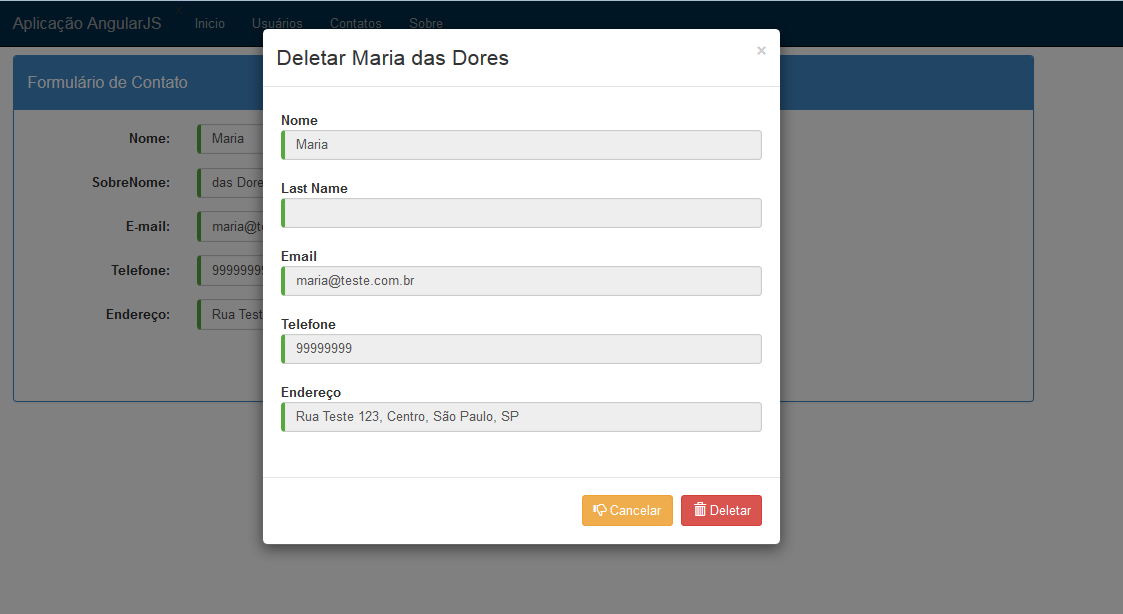 Aplicação AngularJS Inicio Usuários Contatos Sobre
Deletar Maria das Dores ×
Formulário de Contato
Nome: Maria
SobreNome: das Dore
E-mail: maria@t
Telefone: 9999999
Endereço: Rua Test
Nome
Maria
Last Name
Email
maria@teste.com.br
Telefone
99999999
Endereço
Rua Teste 123, Centro, São Paulo, SP
Cancelar Deletar